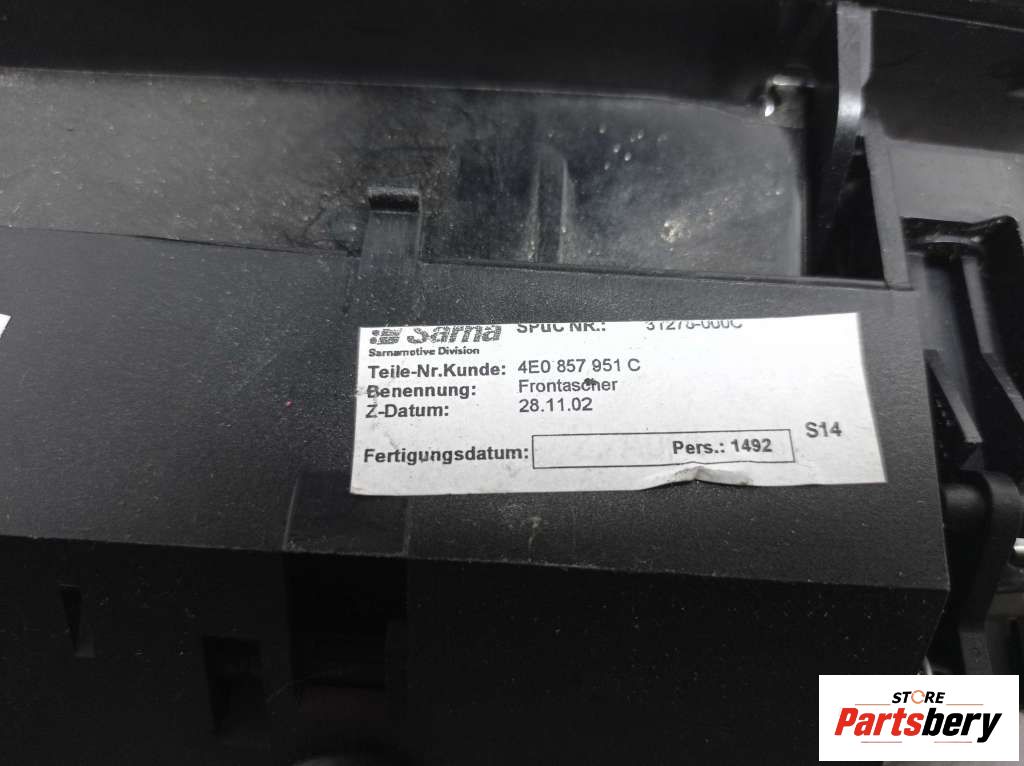 Sarna SPuC NR.:
Sarnamotive Division
Teile-Nr.Kunde: 4E0 857 951 C
Benennung: Frontascher
Z-Datum: 28.11.02
Fertigungsdatum: Pers.: 1492 S14
STORE
Partsbery